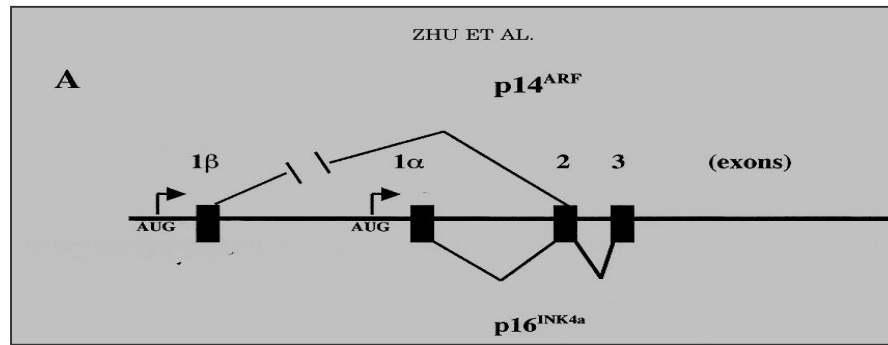 ZHU ET AL.
A
p14ARF
1β 1α 2 3 (exons)
AUG AUG
p16INK4a